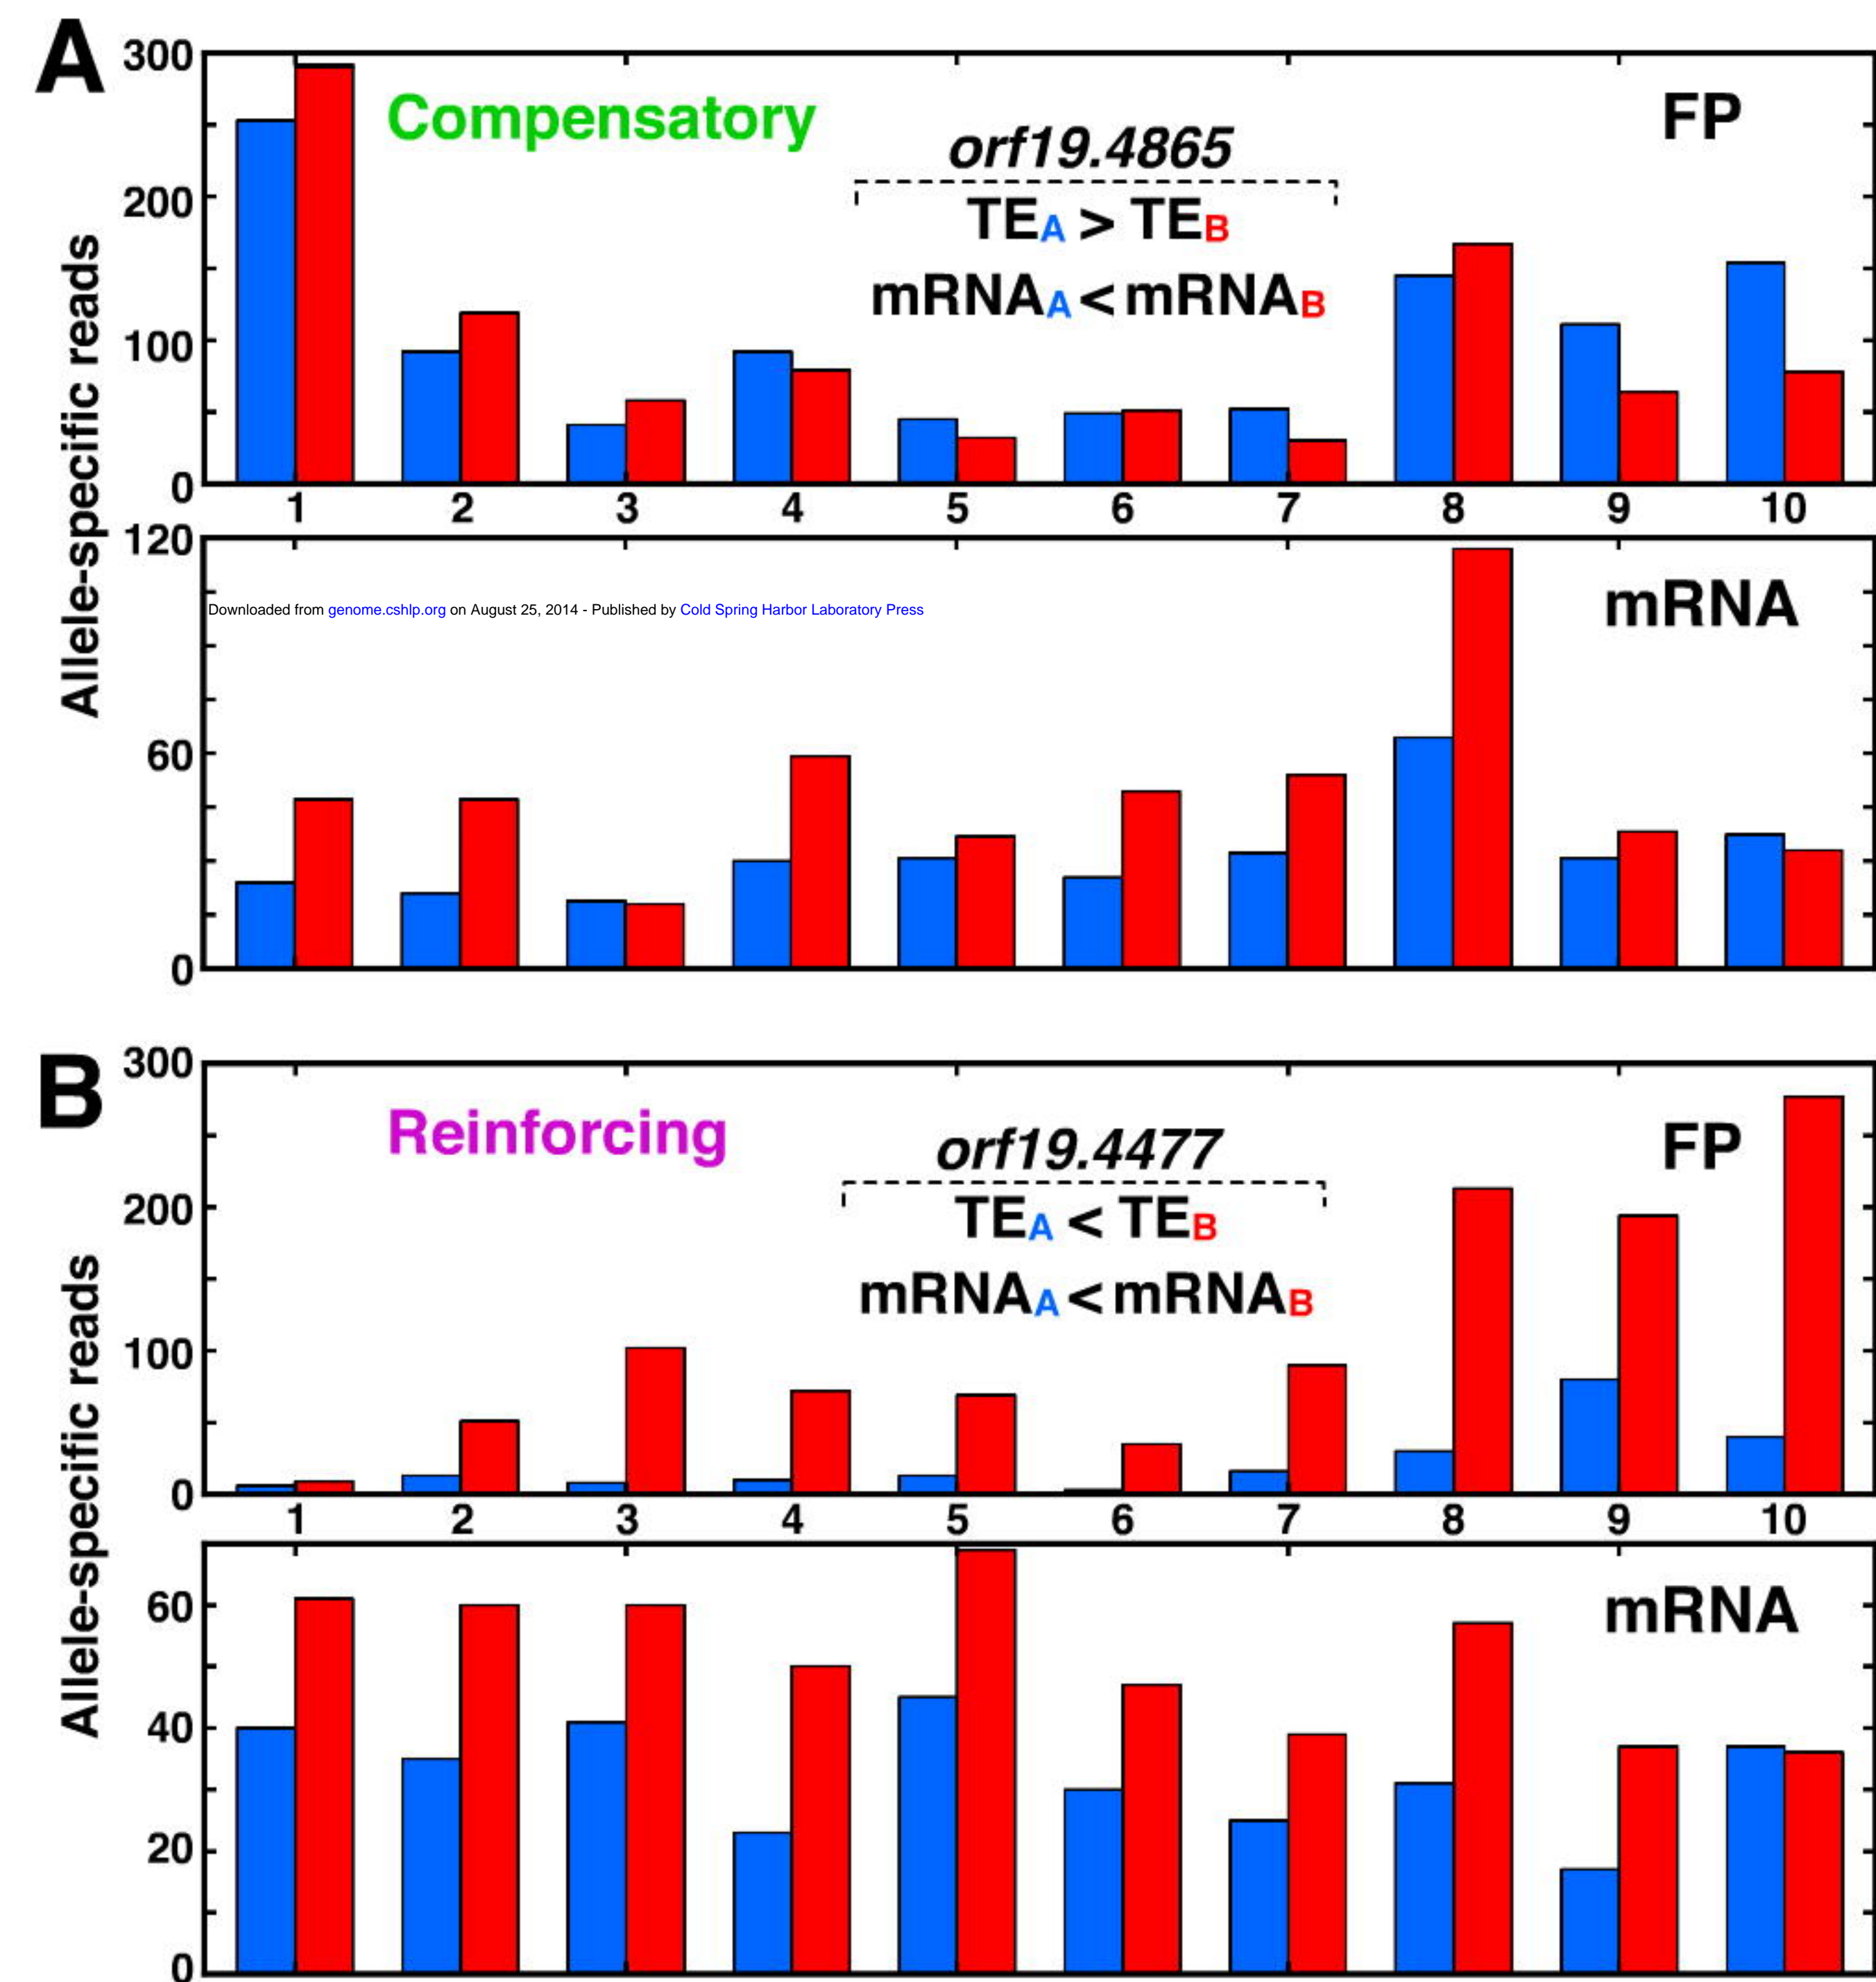 A
300
Compensatory
FP
orf19.4865
200
TEA > TEB
mRNAA < mRNAB
100
0
1 2 3 4 5 6 7 8 9 10
Allele-specific reads
120
mRNA
Downloaded from genome.cshlp.org on August 25, 2014 - Published by Cold Spring Harbor Laboratory Press
60
0
B
300
Reinforcing
FP
orf19.4477
200
TEA < TEB
mRNAA < mRNAB
100
0
1 2 3 4 5 6 7 8 9 10
Allele-specific reads
mRNA
60
40
20
0